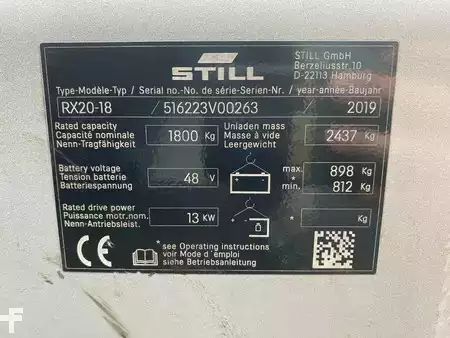 STILL
STILL GmbH
Berzeliusstr.10
D-22113 Hamburg
Type-Modèle-Typ / Serial no.-No. de série-Serien-Nr. / year-année-Baujahr
RX20-18 / 516223V00263 / 2019
Rated capacity
Capacité nominale
Nenn-Tragfähigkeit
1800 Kg
Unladen mass
Masse à vide
Leergewicht
2437 Kg
Battery voltage
Tension batterie
Batteriespannung
48 V
max. 898 Kg
*
min. 812 Kg
Rated drive power
Puissance motr.nom.
Nenn-Antriebsleist.
13 KW
* Kg
CE
*see Operating instructions
voir Mode d´emploi
siehe Betriebsanleitung
F